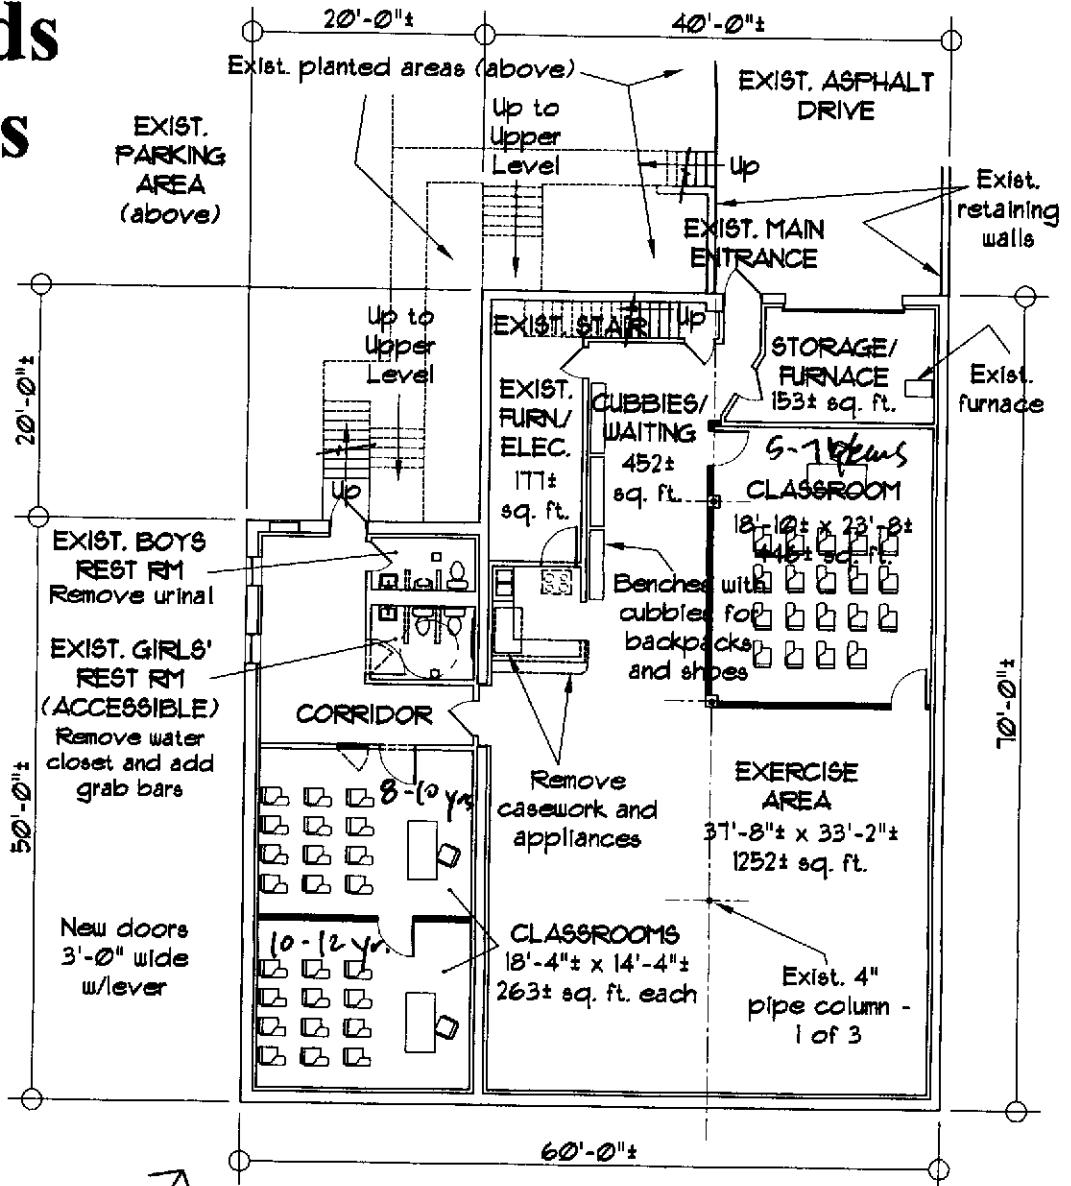 ds
s
20'-0"±
40'-0"±
Exist. planted areas (above)
EXIST. ASPHALT
DRIVE
EXIST.
PARKING
AREA
(above)
Up to
Upper
Level
Up
Exist.
retaining
walls
EXIST. MAIN
ENTRANCE
Up to
Upper
Level
EXIST. STAIR
Up
STORAGE/
FURNACE
153± sq. ft.
Exist.
furnace
20'-0"±
EXIST.
FURN/
ELEC.
177±
sq. ft.
CUBBIES/
WAITING
452±
sq. ft.
5-7
CLASSROOM
18'-10± x 23'-8±
446± sq. ft.
Up
EXIST. BOYS
REST RM
Remove urinal
EXIST. GIRLS'
REST RM
(ACCESSIBLE)
Remove water
closet and add
grab bars
Benches with
cubbies for
backpacks
and shoes
CORRIDOR
70'-0"±
50'-0"±
8-10 yrs
Remove
casework and
appliances
EXERCISE
AREA
37'-8"± x 33'-2"±
1252± sq. ft.
New doors
3'-0" wide
w/lever
10-12 yr.
CLASSROOMS
18'-4"± x 14'-4"±
263± sq. ft. each
Exist. 4"
pipe column -
1 of 3
60'-0"±